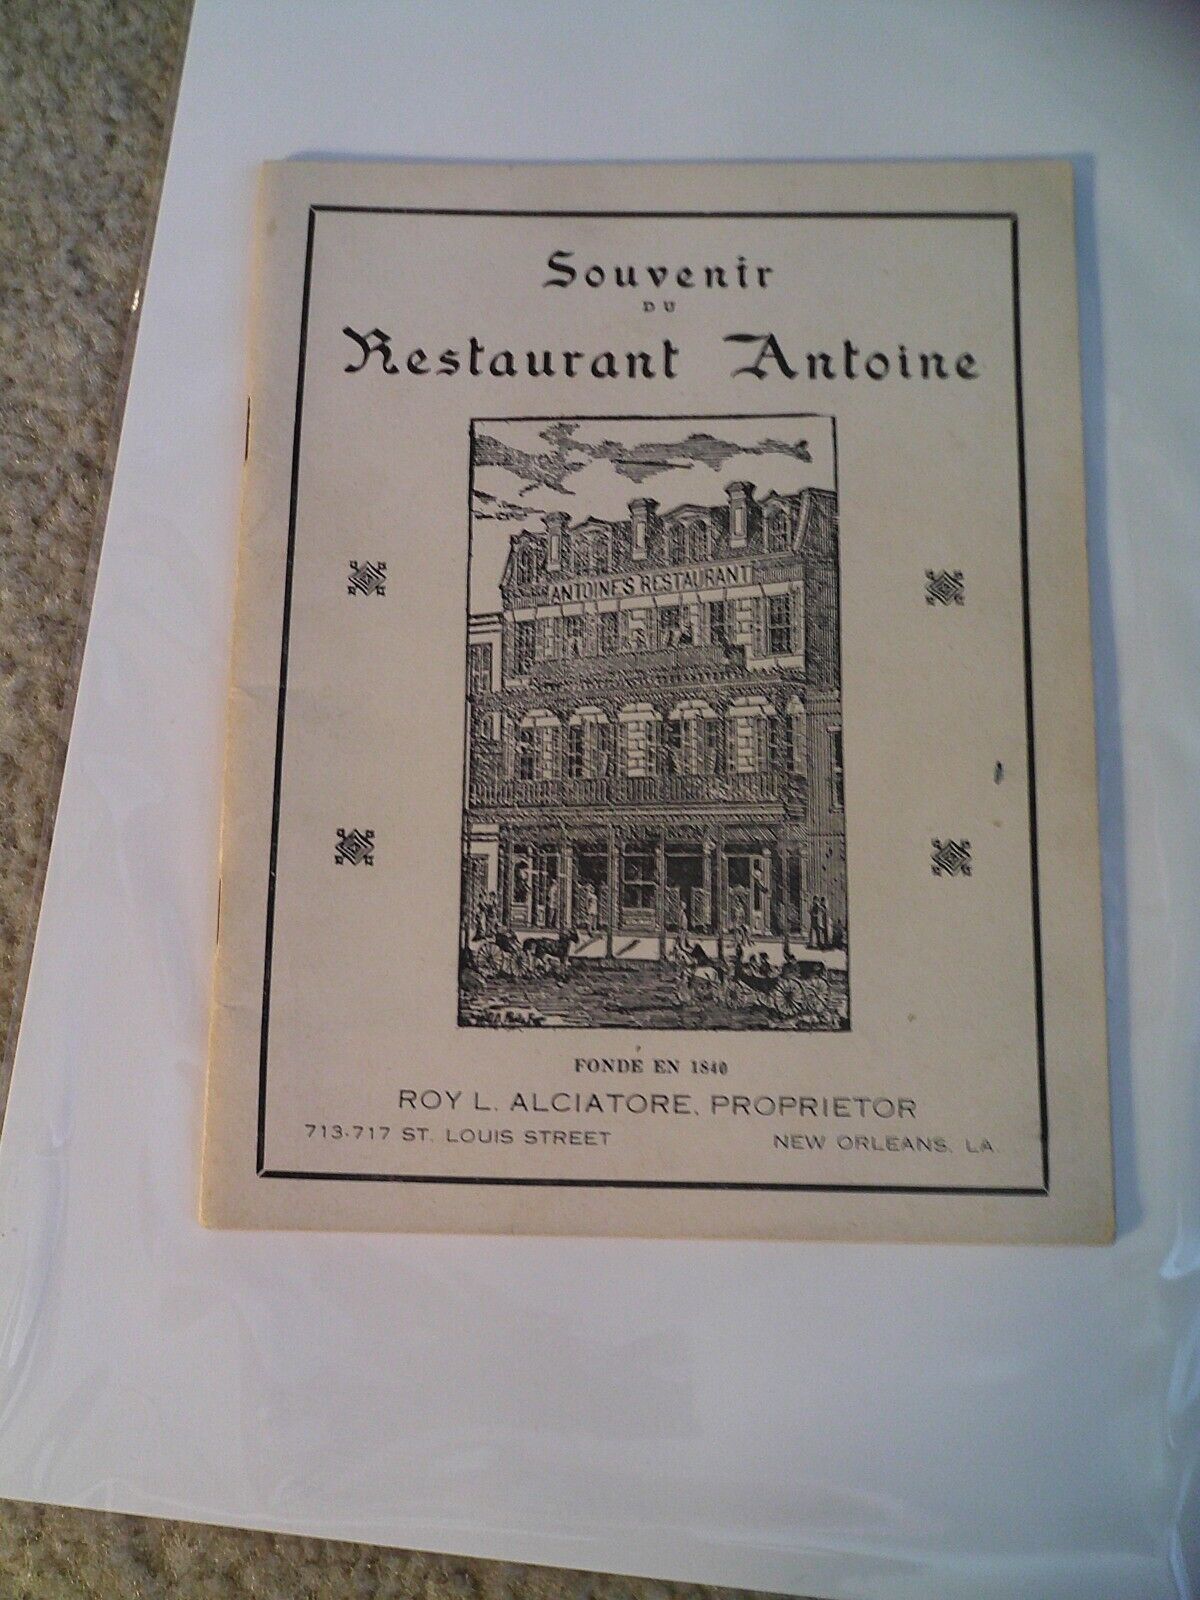 Souvenir
DU
Restaurant Antoine
ANTOINE'S RESTAURANT
FONDE EN 1840
ROY L. ALCIATORE, PROPRIETOR
713-717 ST. LOUIS STREET
NEW ORLEANS, LA.